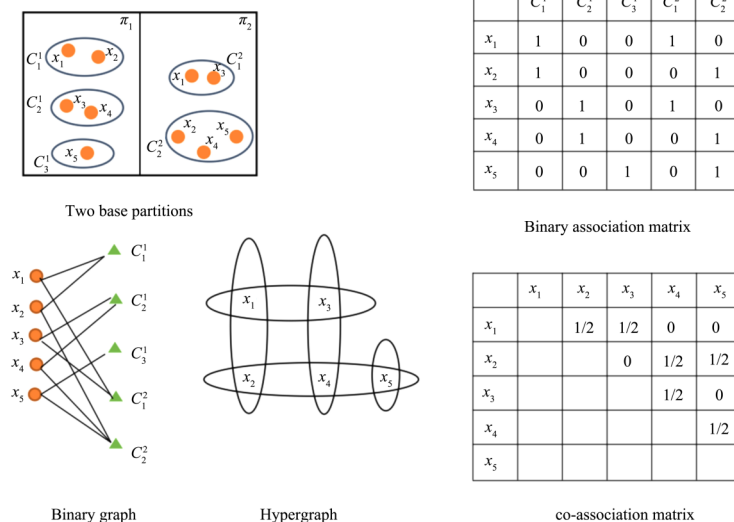 π₁ π₂
C₁¹ x₁ x₂
C₂¹ x₃ x₄
C₃¹ x₅
x₁ x₃ C₁²
C₂² x₂ x₄ x₅
Two base partitions
x₁ 1 0 0 1 0
x₂ 1 0 0 0 1
x₃ 0 1 0 1 0
x₄ 0 1 0 0 1
x₅ 0 0 1 0 1
Binary association matrix
x₁ C₁¹
x₂ C₂¹
x₃ C₃¹
x₄ C₁²
x₅ C₂²
Binary graph
x₁ x₃
x₂ x₄ x₅
Hypergraph
x₁ x₂ x₃ x₄ x₅
x₁ 1/2 1/2 0 0
x₂ 0 1/2 1/2
x₃ 1/2 0
x₄ 1/2
x₅
co-association matrix